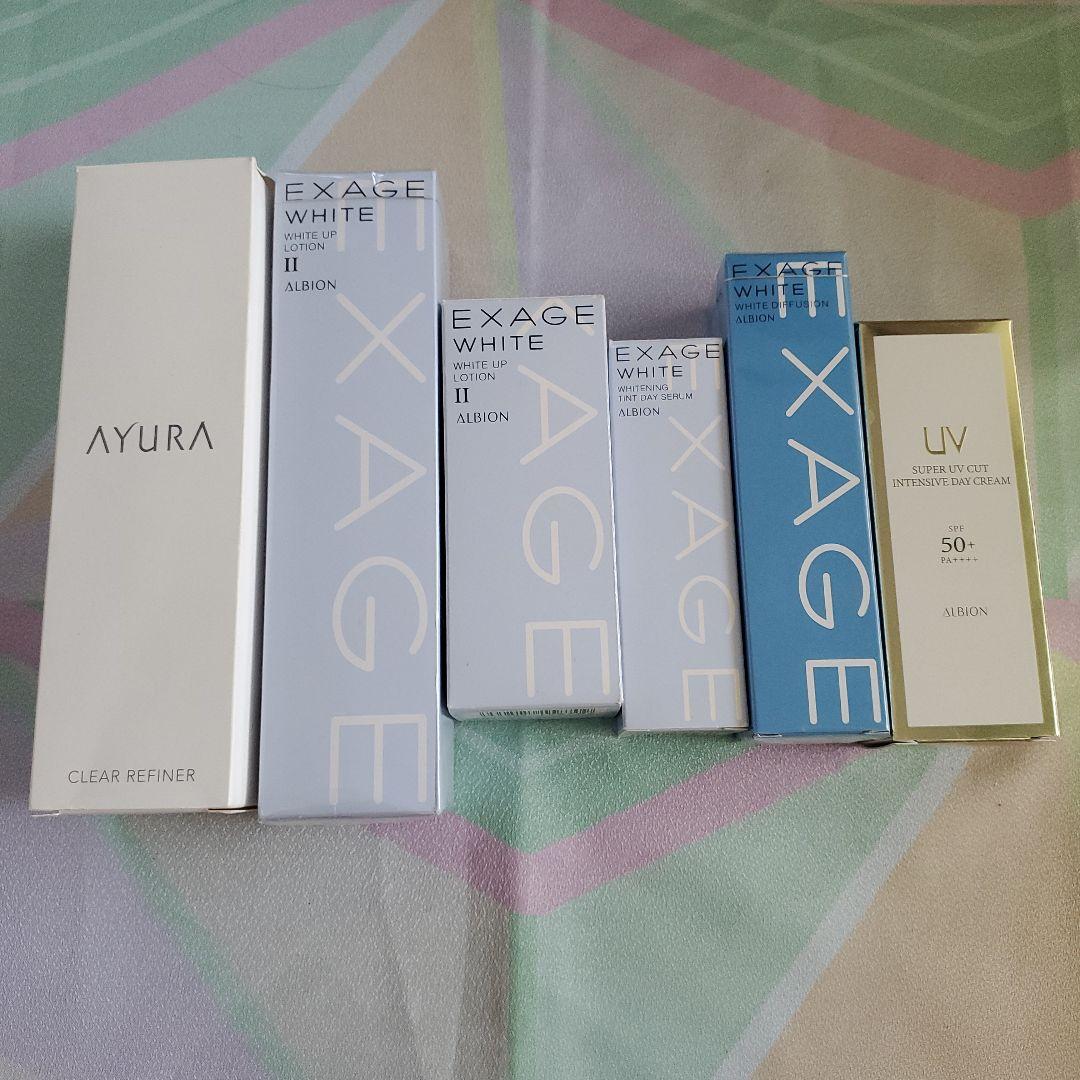 AYURA
CLEAR REFINER
EXAGE
WHITE
WHITE UP
LOTION
II
ALBION
EXAGE
EXAGE
WHITE
WHITE UP
LOTION
II
ALBION
EXAGE
EXAGE
WHITE
WHITENING
TINT DAY SERUM
ALBION
EXAGE
EXAGE
WHITE
WHITE DIFFUSION
ALBION
EXAGE
UV
SUPER UV CUT
INTENSIVE DAY CREAM
SPF
50+
PA++++
ALBION